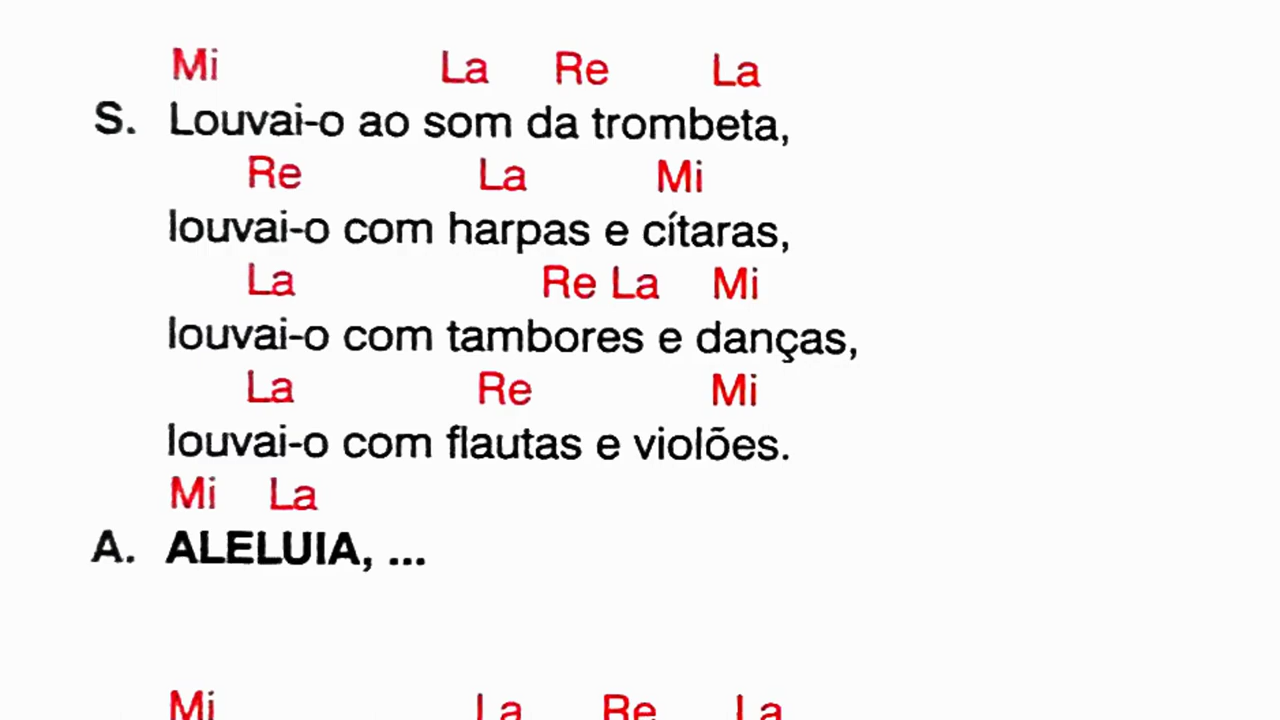 Mi La Re La
S. Louvai-o ao som da trombeta,
Re La Mi
louvai-o com harpas e cítaras,
La Re La Mi
louvai-o com tambores e danças,
La Re Mi
louvai-o com flautas e violões.
Mi La
A. ALELUIA, ...
Mi La Re La